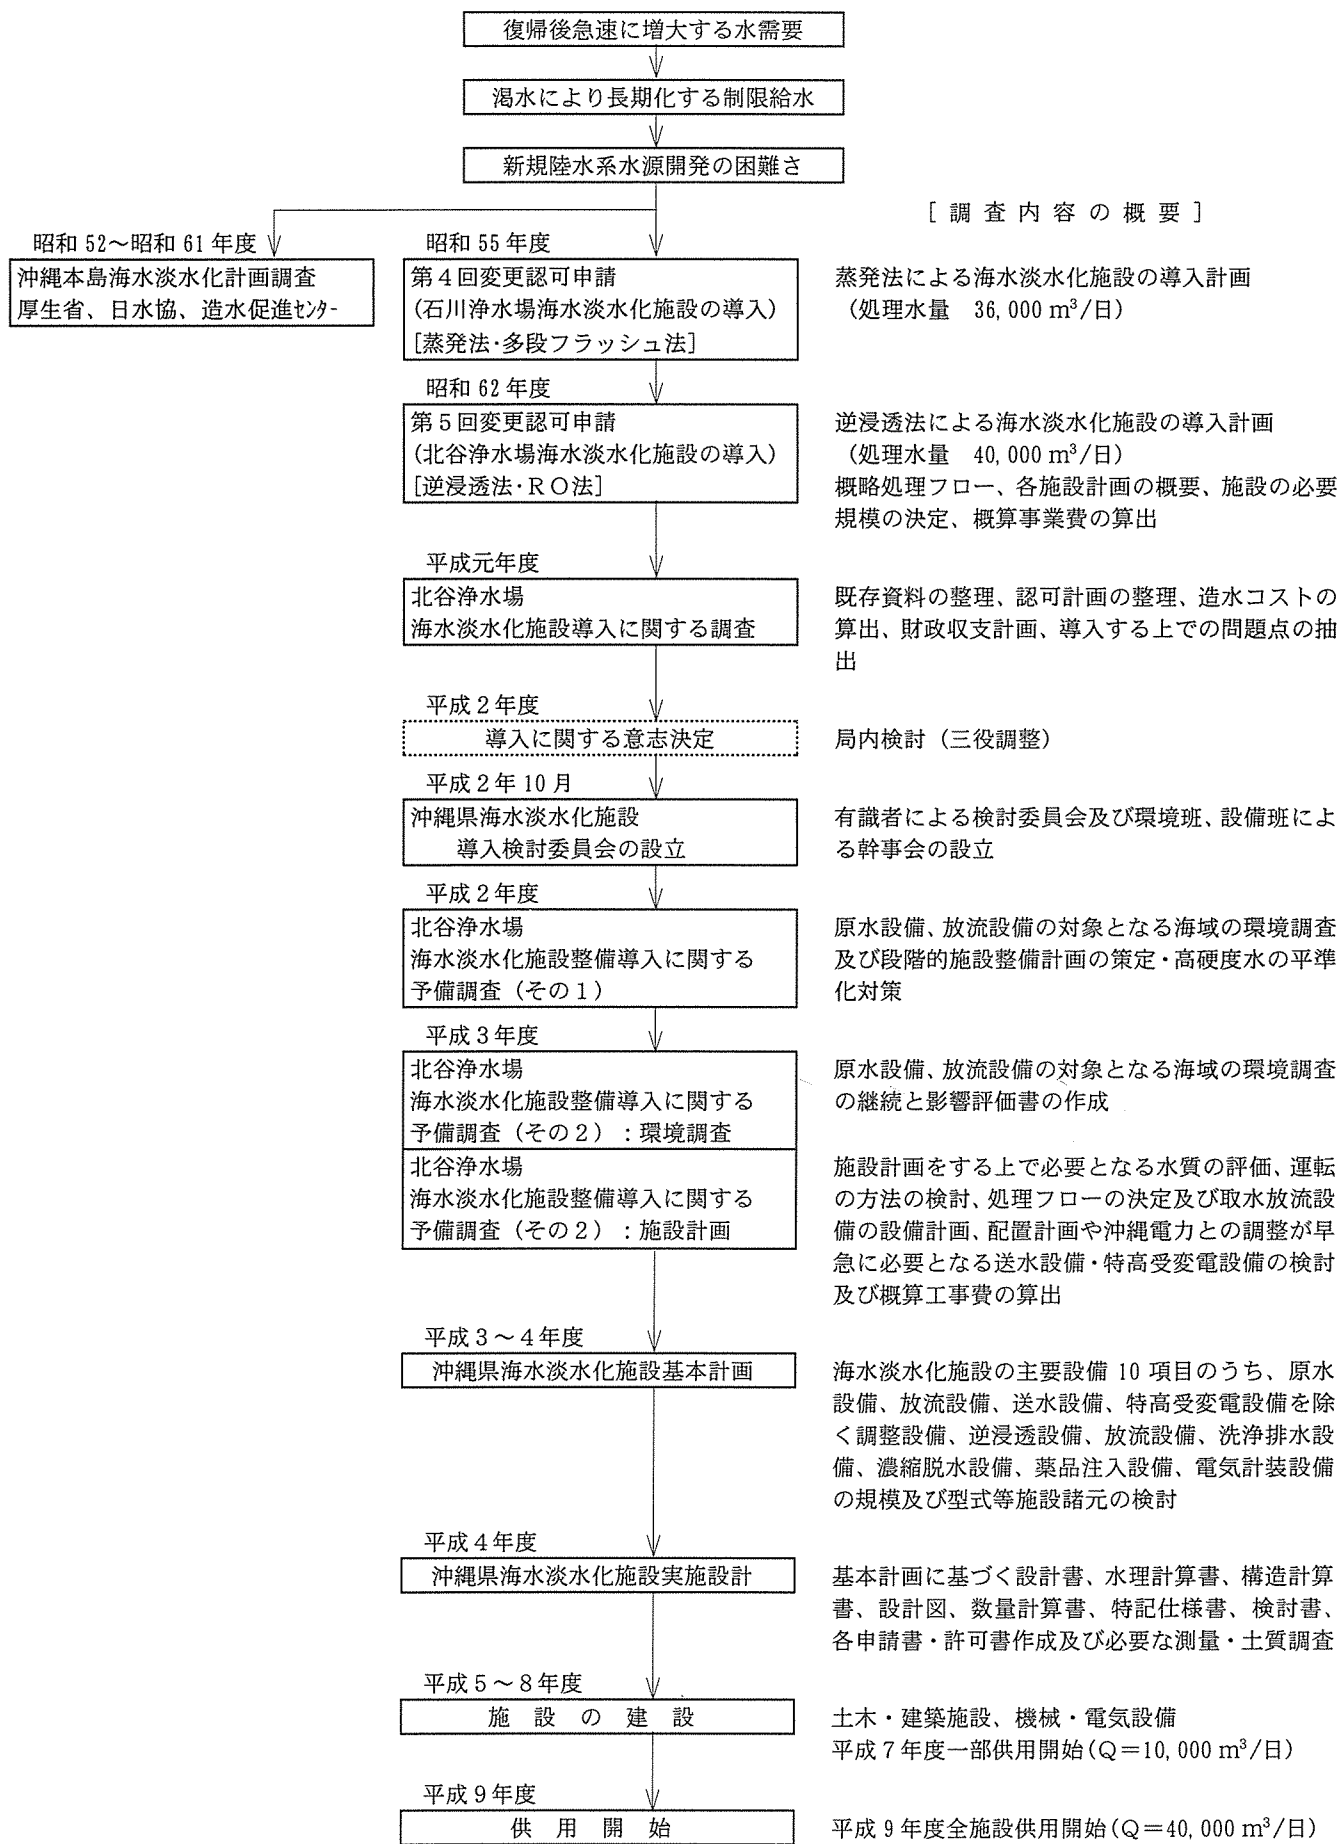 復帰後急速に増大する水需要
渇水により長期化する制限給水
新規陸水系水源開発の困難さ
[ 調 査 内 容 の 概 要 ]
昭和 52～昭和 61 年度
沖縄本島海水淡水化計画調査
厚生省、日水協、造水促進ｾﾝﾀｰ
昭和 55 年度
第４回変更認可申請
(石川浄水場海水淡水化施設の導入)
[蒸発法･多段フラッシュ法]
蒸発法による海水淡水化施設の導入計画
（処理水量　36,000 m³/日）
昭和 62 年度
第５回変更認可申請
(北谷浄水場海水淡水化施設の導入)
[逆浸透法･ＲＯ法]
逆浸透法による海水淡水化施設の導入計画
（処理水量　40,000 m³/日）
概略処理フロー、各施設計画の概要、施設の必要
規模の決定、概算事業費の算出
平成元年度
北谷浄水場
海水淡水化施設導入に関する調査
既存資料の整理、認可計画の整理、造水コストの
算出、財政収支計画、導入する上での問題点の抽
出
平成２年度
導入に関する意志決定
局内検討（三役調整）
平成２年 10 月
沖縄県海水淡水化施設
導入検討委員会の設立
有識者による検討委員会及び環境班、設備班によ
る幹事会の設立
平成２年度
北谷浄水場
海水淡水化施設整備導入に関する
予備調査（その１）
原水設備、放流設備の対象となる海域の環境調査
及び段階的施設整備計画の策定・高硬度水の平準
化対策
平成３年度
北谷浄水場
海水淡水化施設整備導入に関する
予備調査（その２）：環境調査
原水設備、放流設備の対象となる海域の環境調査
の継続と影響評価書の作成
北谷浄水場
海水淡水化施設整備導入に関する
予備調査（その２）：施設計画
施設計画をする上で必要となる水質の評価、運転
の方法の検討、処理フローの決定及び取水放流設
備の設備計画、配置計画や沖縄電力との調整が早
急に必要となる送水設備・特高受変電設備の検討
及び概算工事費の算出
平成３～４年度
沖縄県海水淡水化施設基本計画
海水淡水化施設の主要設備 10 項目のうち、原水
設備、放流設備、送水設備、特高受変電設備を除
く調整設備、逆浸透設備、放流設備、洗浄排水設
備、濃縮脱水設備、薬品注入設備、電気計装設備
の規模及び型式等施設諸元の検討
平成４年度
沖縄県海水淡水化施設実施設計
基本計画に基づく設計書、水理計算書、構造計算
書、設計図、数量計算書、特記仕様書、検討書、
各申請書・許可書作成及び必要な測量・土質調査
平成５～８年度
施　設　の　建　設
土木・建築施設、機械・電気設備
平成７年度一部供用開始(Ｑ＝10,000 m³/日)
平成９年度
供　用　開　始
平成９年度全施設供用開始(Ｑ＝40,000 m³/日)